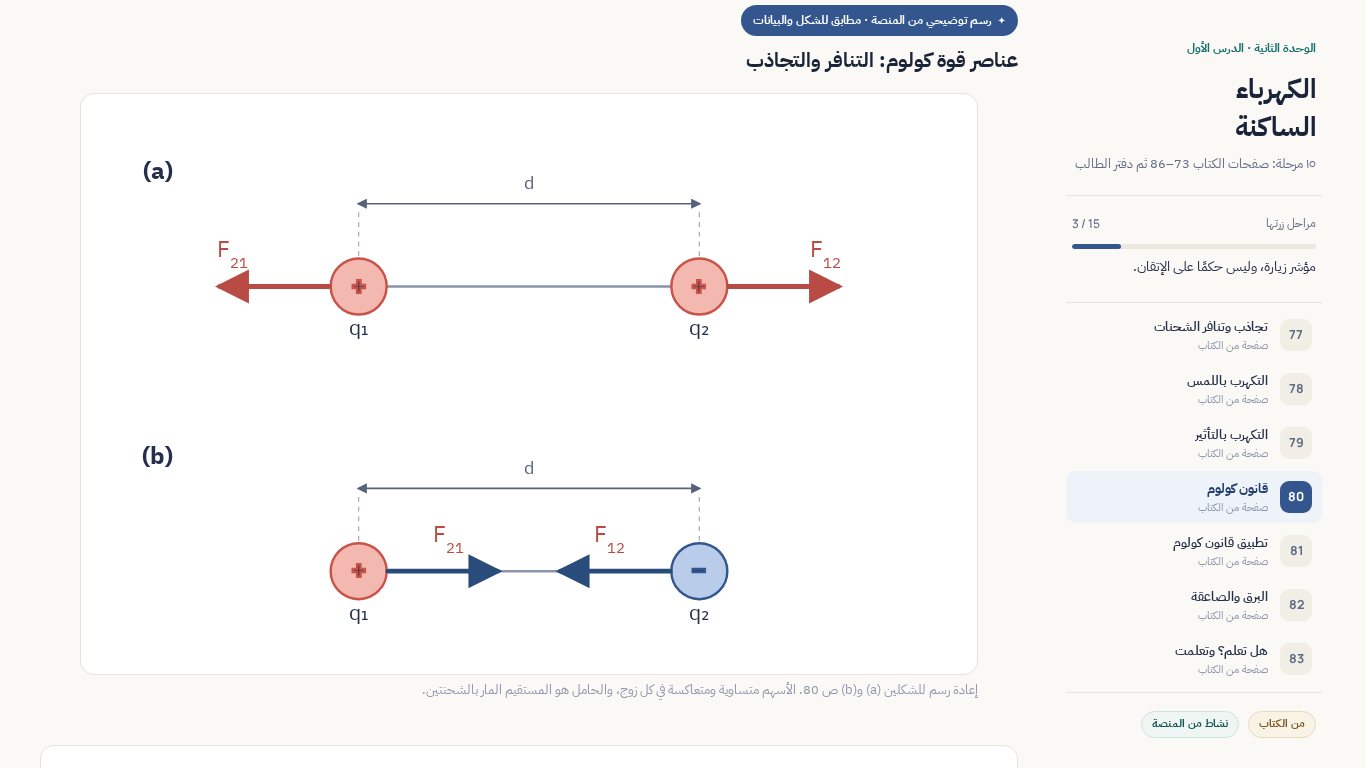 الوحدة الثانية · الدرس الأول
الكهرباء
الساكنة
١٥ مرحلة: صفحات الكتاب 73–86 ثم دفتر الطالب
مراحل زرتها
3 / 15
مؤشر زيارة، وليس حكمًا على الإتقان.
77
تجاذب وتنافر الشحنات
صفحة من الكتاب
78
التكهرب باللمس
صفحة من الكتاب
79
التكهرب بالتأثير
صفحة من الكتاب
80
قانون كولوم
صفحة من الكتاب
81
تطبيق قانون كولوم
صفحة من الكتاب
82
البرق والصاعقة
صفحة من الكتاب
83
هل تعلم؟ وتعلمت
صفحة من الكتاب
من الكتاب
نشاط من المنصة
✦ رسم توضيحي من المنصة · مطابق للشكل والبيانات
عناصر قوة كولوم: التنافر والتجاذب
(a)
d
F21
F12
+
+
q₁
q₂
(b)
d
F21
F12
+
−
q₁
q₂
إعادة رسم للشكلين (a) و(b) ص 80. الأسهم متساوية ومتعاكسة في كل زوج، والحامل هو المستقيم المار بالشحنتين.